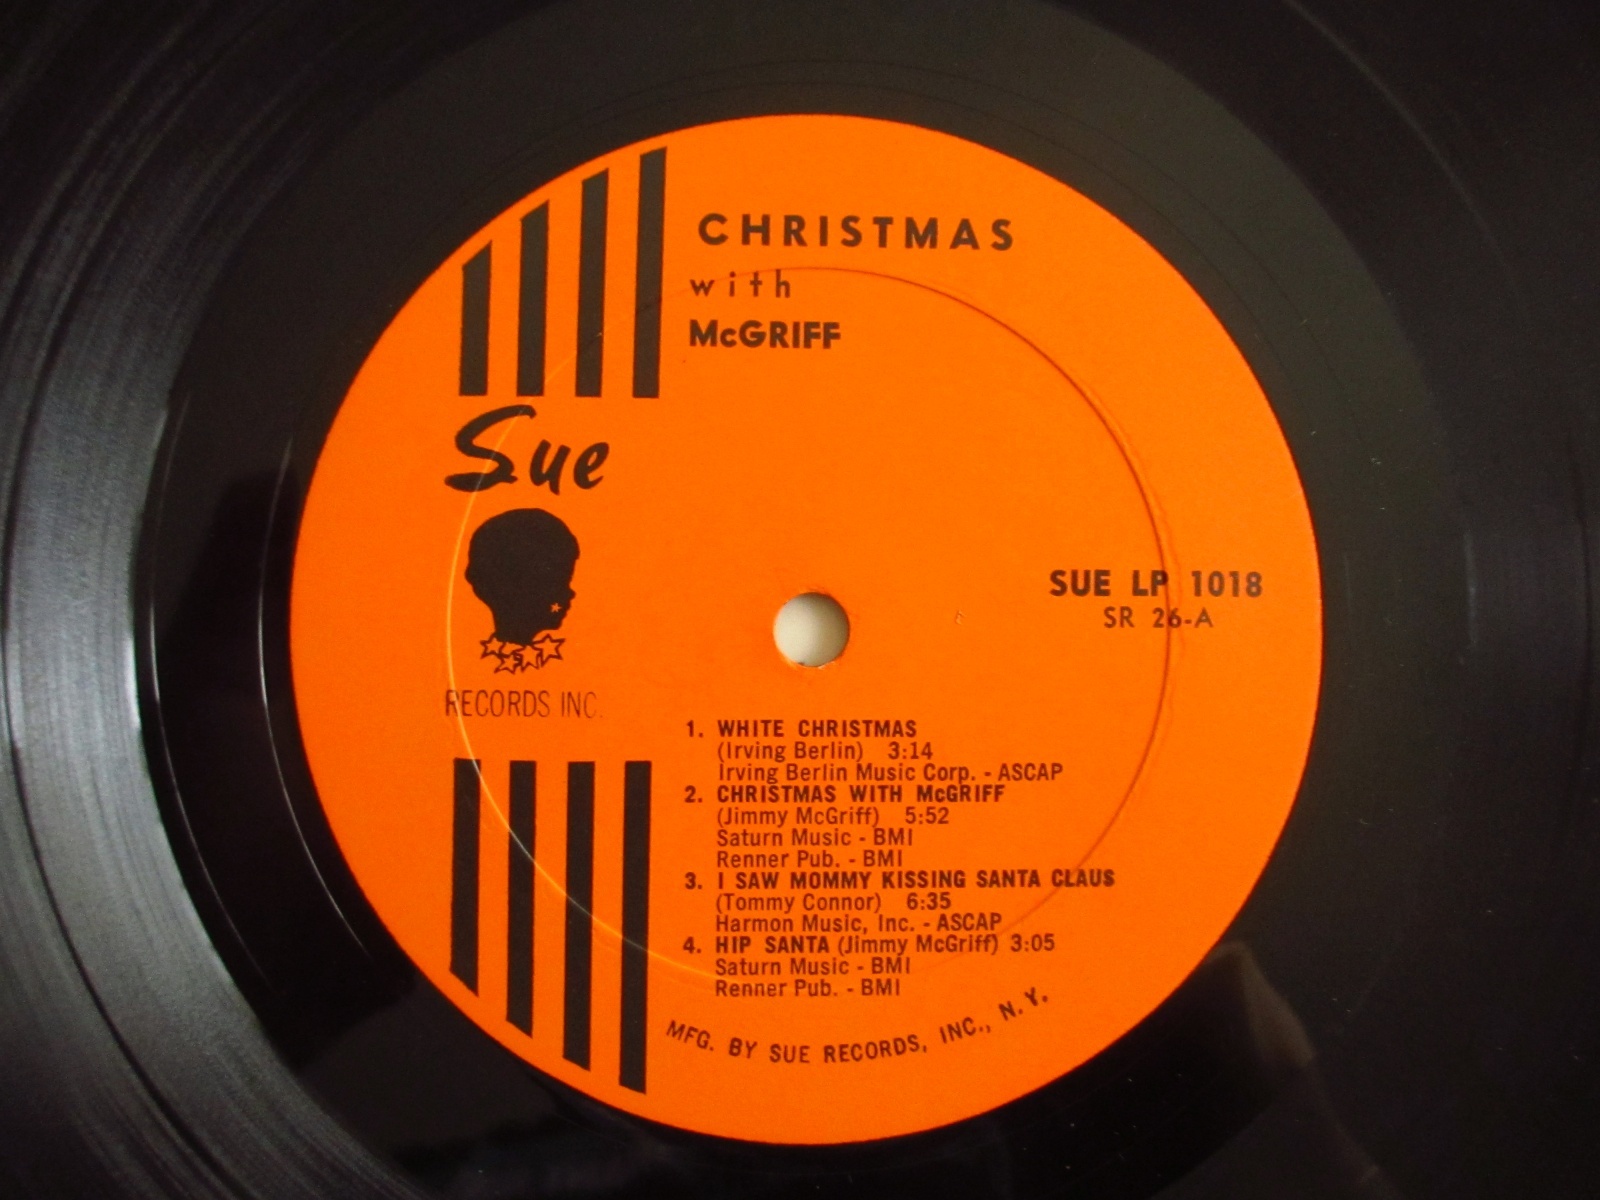 CHRISTMAS
with
McGRIFF
Sue
RECORDS INC.
SUE LP 1018
SR 26-A
1. WHITE CHRISTMAS
(Irving Berlin) 3:14
Irving Berlin Music Corp. - ASCAP
2. CHRISTMAS WITH McGRIFF
(Jimmy McGriff) 5:52
Saturn Music - BMI
Renner Pub. - BMI
3. I SAW MOMMY KISSING SANTA CLAUS
(Tommy Connor) 6:35
Harmon Music, Inc. - ASCAP
4. HIP SANTA (Jimmy McGriff) 3:05
Saturn Music - BMI
Renner Pub. - BMI
MFG. BY SUE RECORDS, INC., N. Y.